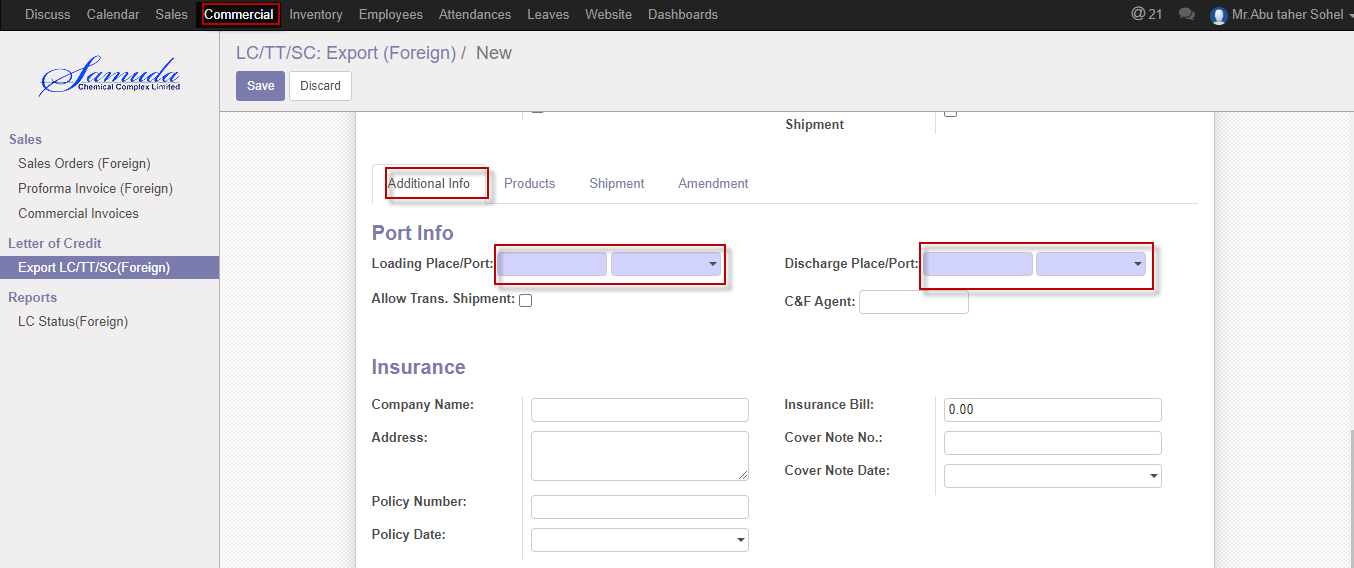 Discuss Calendar Sales Commercial Inventory Employees Attendances Leaves Website Dashboards @ 21 Mr.Abu taher Sohel
Samuda
Chemical Complex Limited
LC/TT/SC: Export (Foreign) / New
Save Discard
Sales
Sales Orders (Foreign)
Proforma Invoice (Foreign)
Commercial Invoices
Letter of Credit
Export LC/TT/SC(Foreign)
Reports
LC Status(Foreign)
Shipment
Additional Info Products Shipment Amendment
Port Info
Loading Place/Port: Discharge Place/Port:
Allow Trans. Shipment: C&F Agent:
Insurance
Company Name: Insurance Bill: 0.00
Address: Cover Note No.:
Cover Note Date:
Policy Number:
Policy Date: